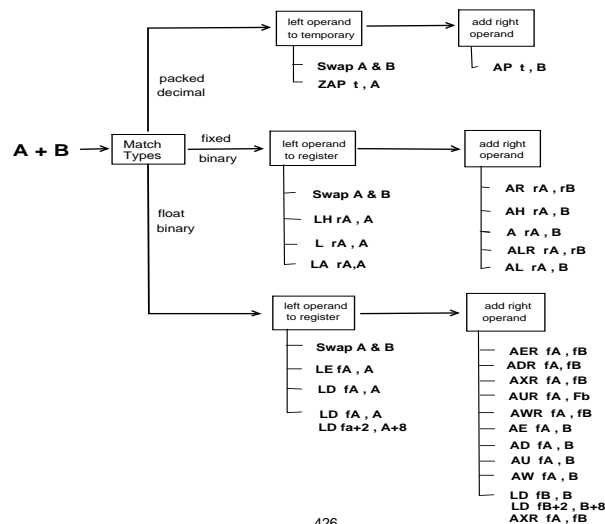 left operand
to temporary
add right
operand
Swap A & B
ZAP t , A
AP t , B
packed
decimal
A + B
Match
Types
fixed
binary
left operand
to register
add right
operand
Swap A & B
LH rA , A
L rA , A
LA rA,A
AR rA , rB
AH rA , B
A rA , B
ALR rA , rB
AL rA , B
float
binary
left operand
to register
add right
operand
Swap A & B
LE fA , A
LD fA , A
LD fA , A
LD fa+2 , A+8
AER fA , fB
ADR fA, fB
AXR fA , fB
AUR fA , Fb
AWR fA , fB
AE fA , B
AD fA , B
AU fA , B
AW fA , B
LD fB , B
LD fB+2 , B+8
AXR fA , fB
426